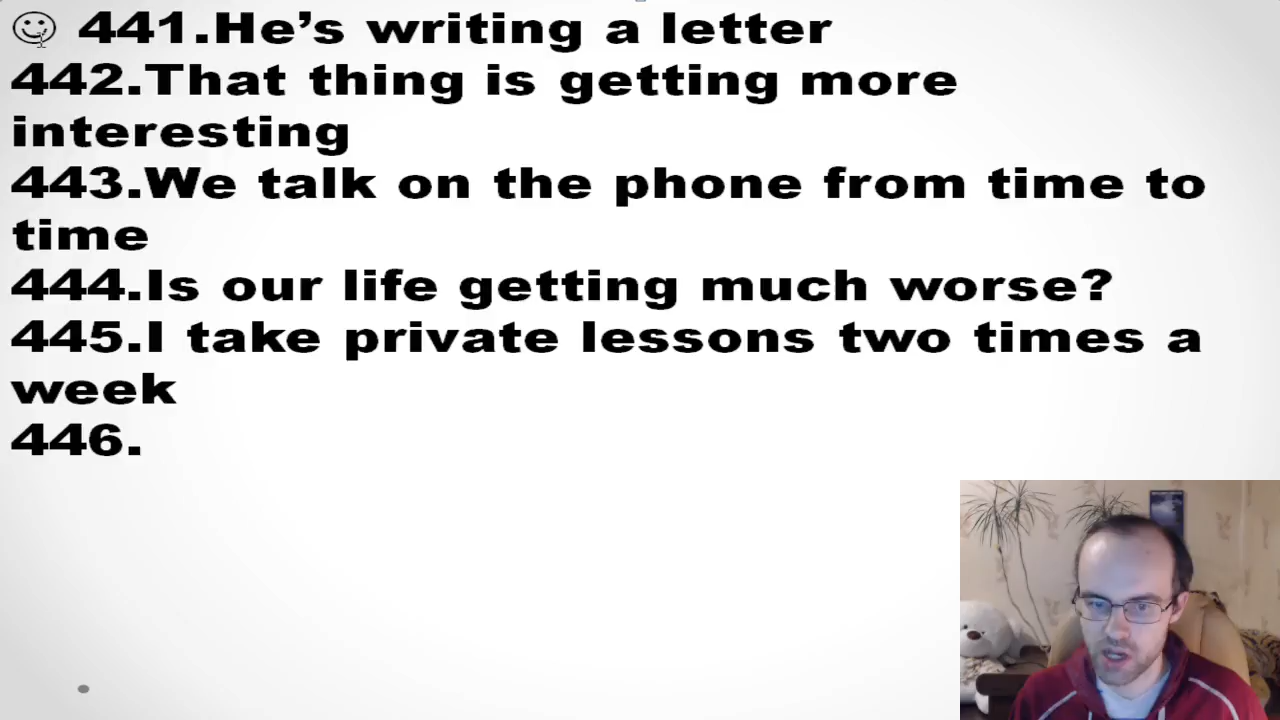 ☺ 441.He’s writing a letter
442.That thing is getting more
interesting
443.We talk on the phone from time to
time
444.Is our life getting much worse?
445.I take private lessons two times a
week
446.